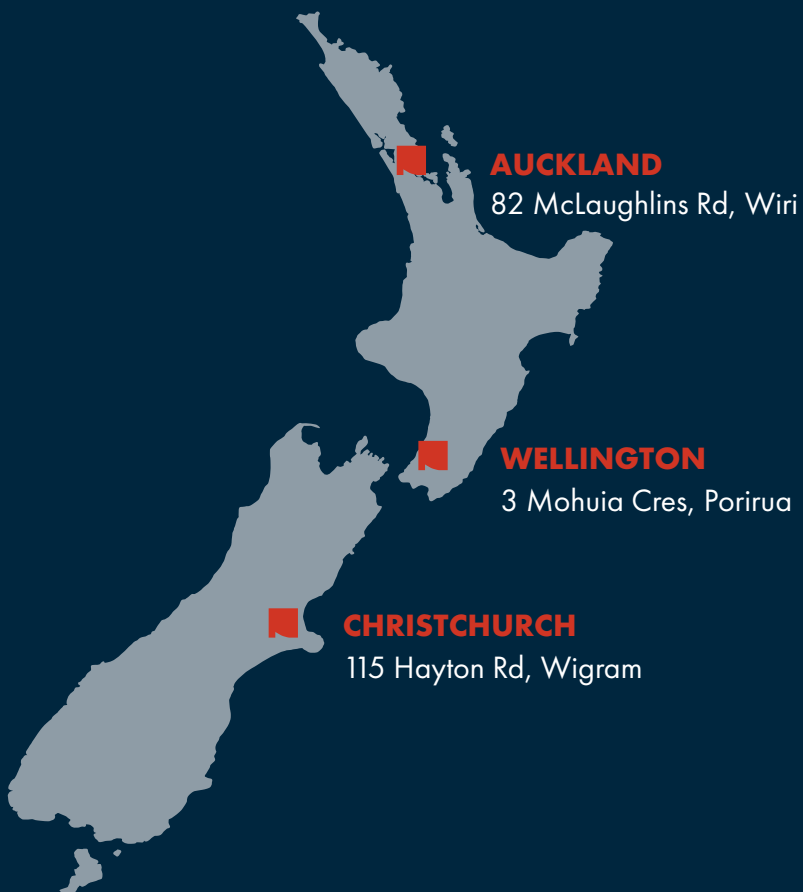 AUCKLAND
82 McLaughlins Rd, Wiri
WELLINGTON
3 Mohuia Cres, Porirua
CHRISTCHURCH
115 Hayton Rd, Wigram